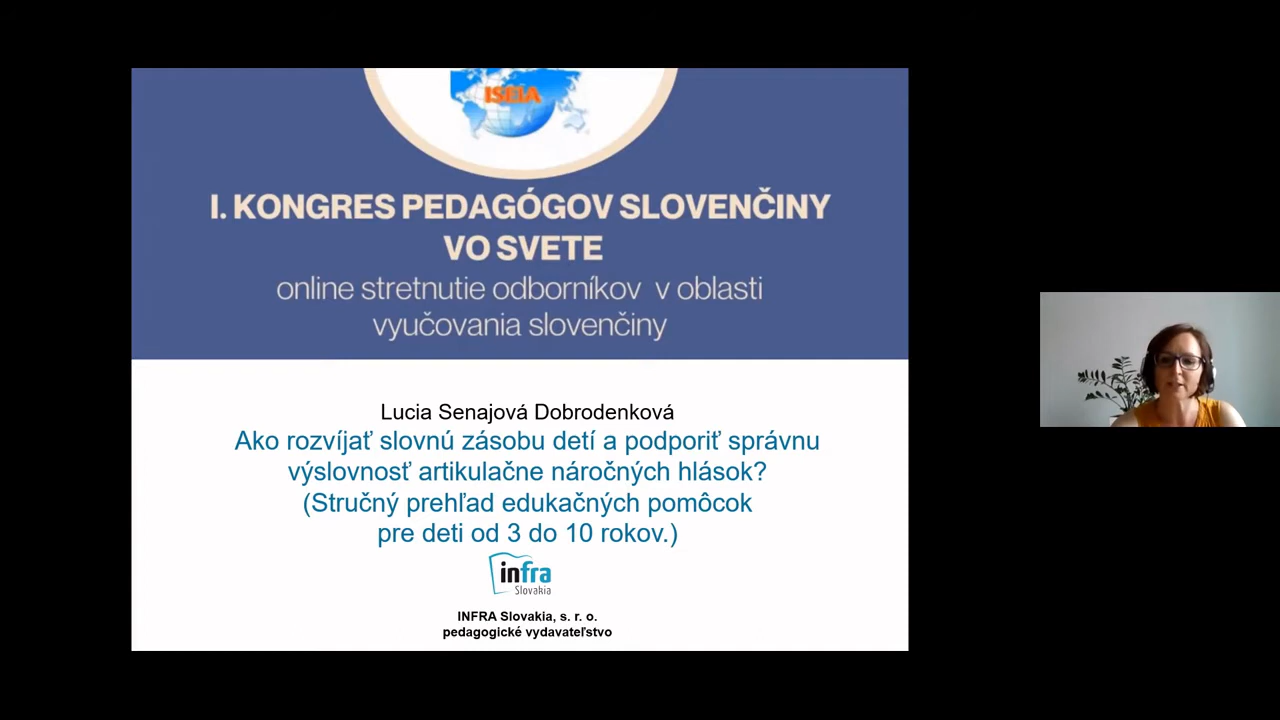 ISEIA
I. KONGRES PEDAGÓGOV SLOVENČINY
VO SVETE
online stretnutie odborníkov v oblasti
vyučovania slovenčiny
Lucia Senajová Dobrodenková
Ako rozvíjať slovnú zásobu detí a podporiť správnu
výslovnosť artikulačne náročných hlások?
(Stručný prehľad edukačných pomôcok
pre deti od 3 do 10 rokov.)
infra
Slovakia
INFRA Slovakia, s. r. o.
pedagogické vydavateľstvo